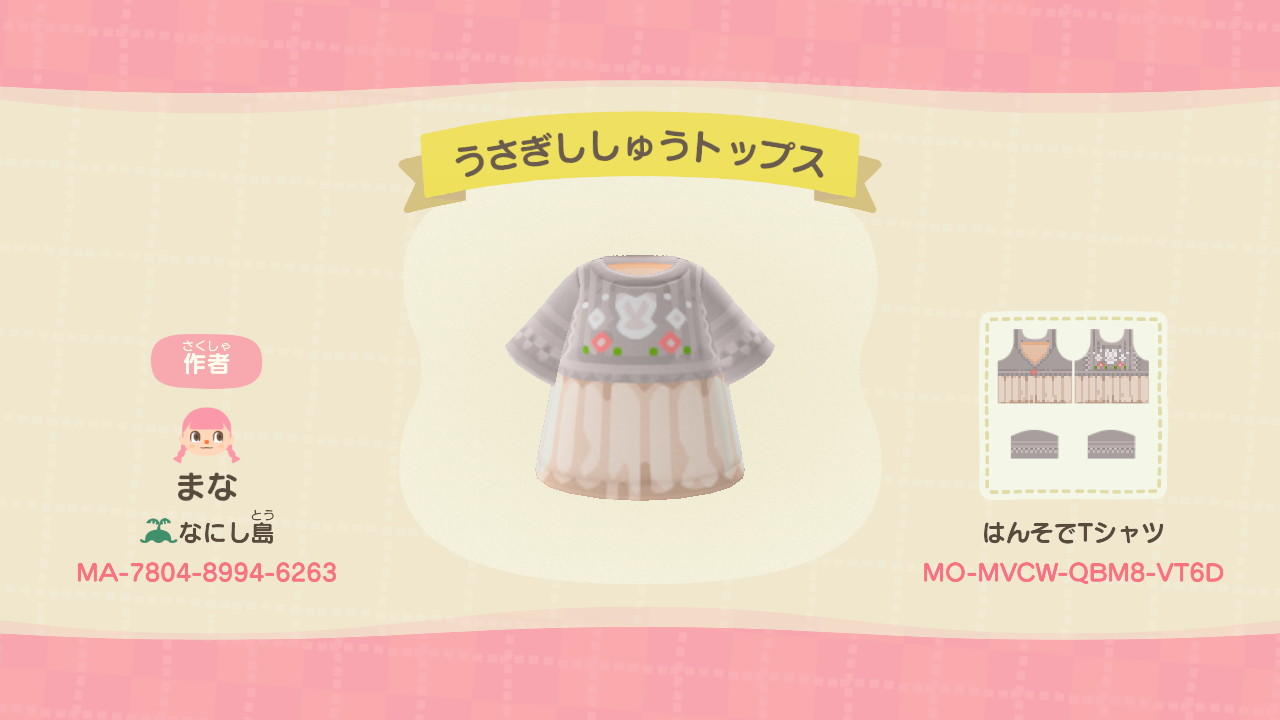 うさぎししゅうトップス
さくしゃ
作者
まな
とう
なにし島
MA-7804-8994-6263
はんそでTシャツ
MO-MVCW-QBM8-VT6D